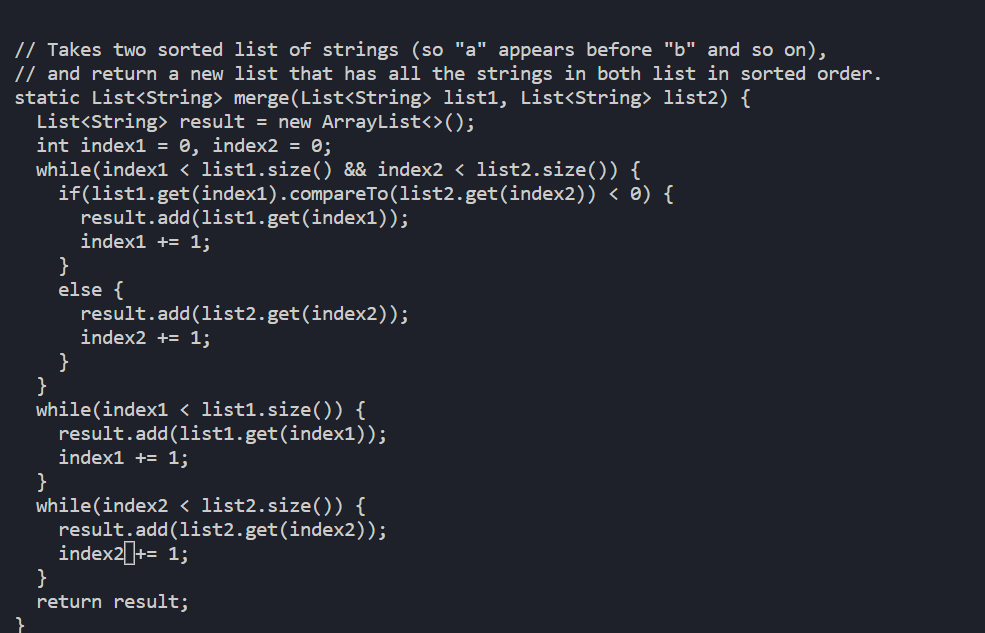 // Takes two sorted list of strings (so "a" appears before "b" and so on),
// and return a new list that has all the strings in both list in sorted order.
static List<String> merge(List<String> list1, List<String> list2) {
  List<String> result = new ArrayList<>();
  int index1 = 0, index2 = 0;
  while(index1 < list1.size() && index2 < list2.size()) {
    if(list1.get(index1).compareTo(list2.get(index2)) < 0) {
      result.add(list1.get(index1));
      index1 += 1;
    }
    else {
      result.add(list2.get(index2));
      index2 += 1;
    }
  }
  while(index1 < list1.size()) {
    result.add(list1.get(index1));
    index1 += 1;
  }
  while(index2 < list2.size()) {
    result.add(list2.get(index2));
    index2 += 1;
  }
  return result;
}